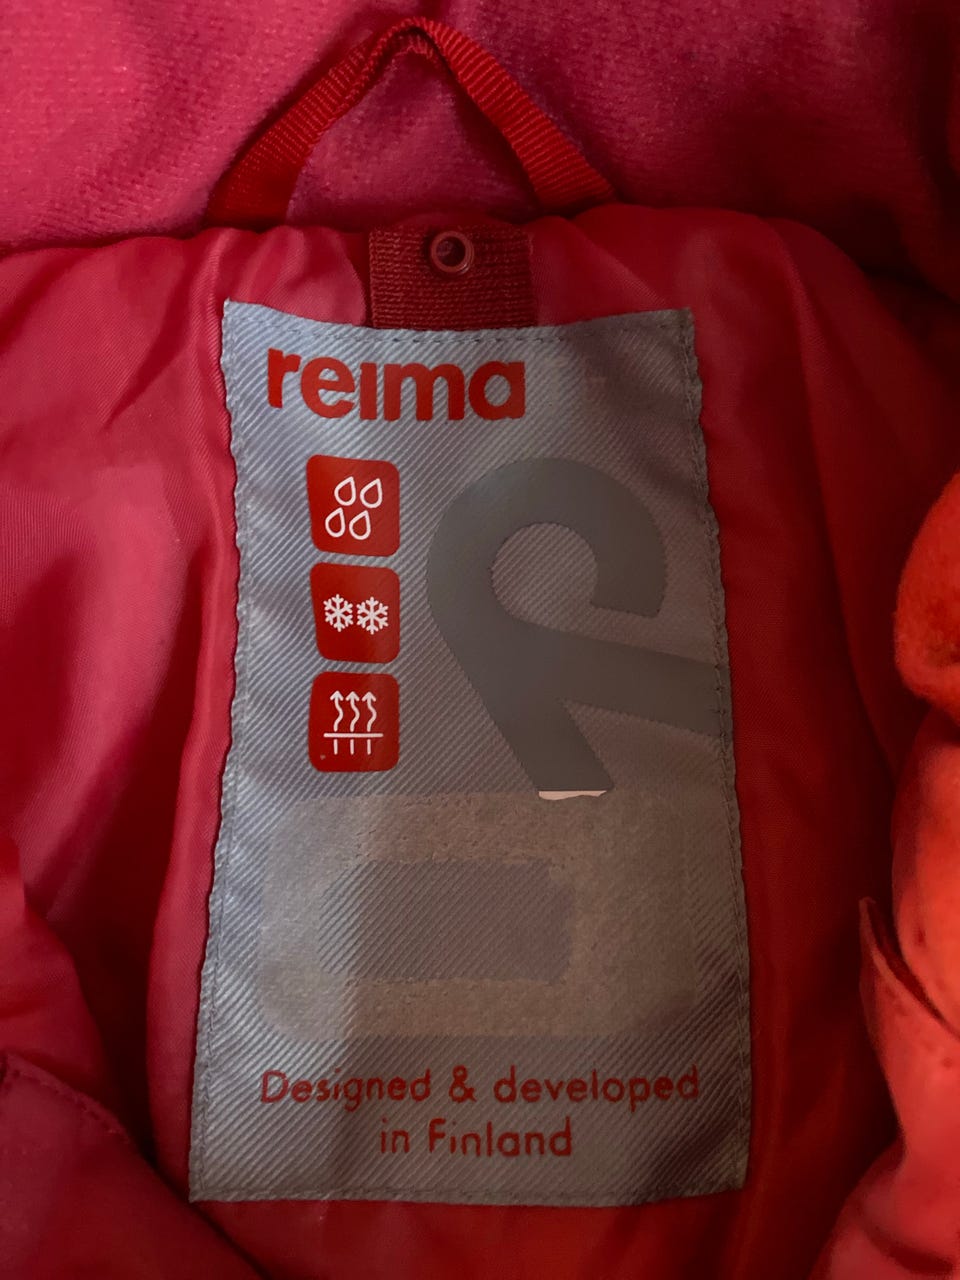 reima
Designed & developed
in Finland